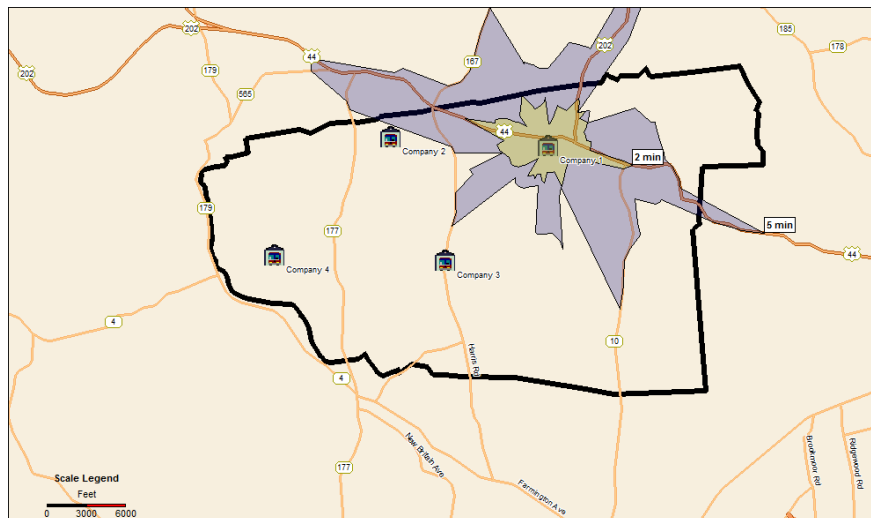 202
202
44
179
565
167
202
185
178
44
Company 2
Company 1
2 min
179
177
5 min
44
Company 4
Company 3
4
10
Harris Rd
4
New Britain Ave
177
Farmington Ave
Brookmoor Rd
Ridgewood Rd
Scale Legend
Feet
0 3000 6000